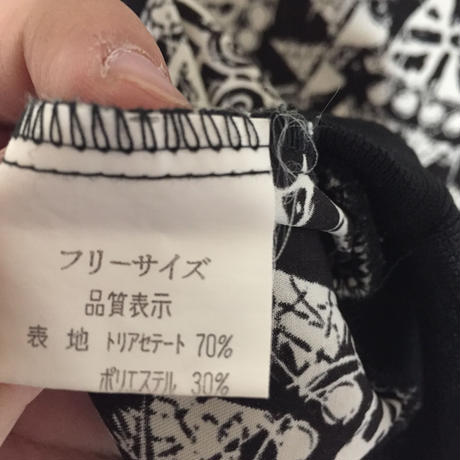 フリーサイズ
品質表示
表 地 トリアセテート 70%
ポリエステル 30%